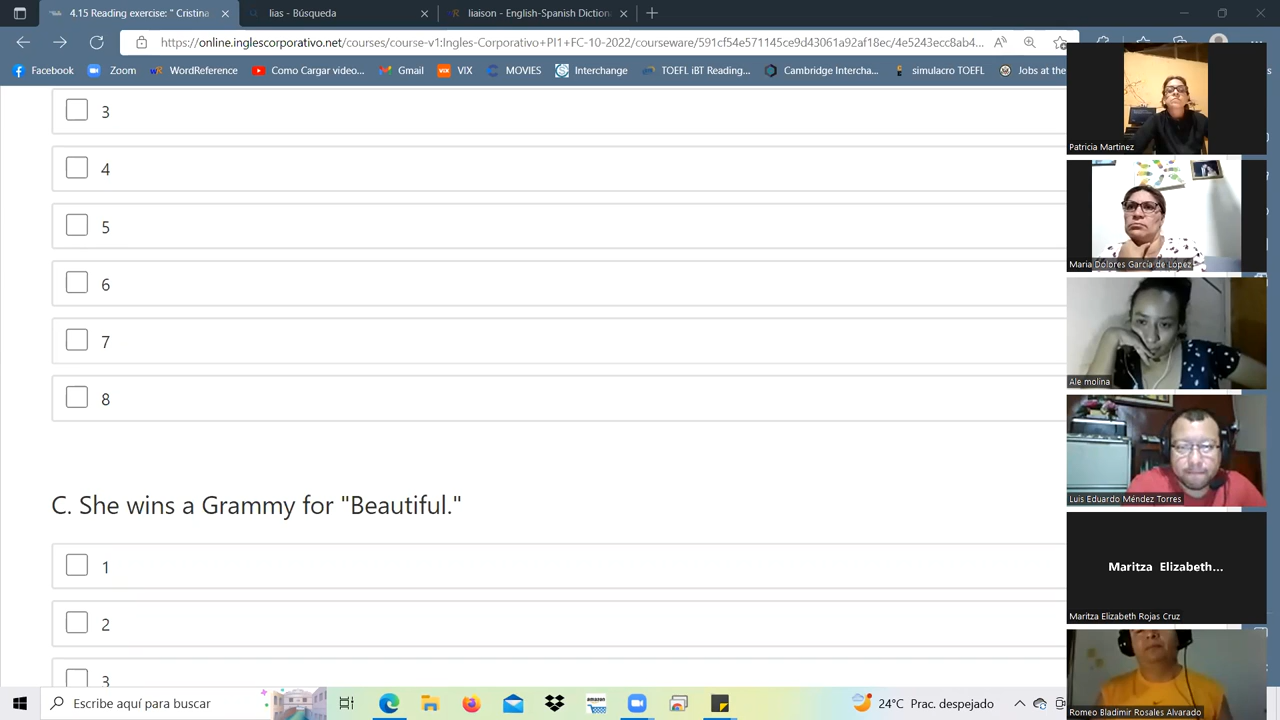 4.15 Reading exercise: " Cristina
lias - Búsqueda
liaison - English-Spanish Diction
https://online.inglescorporativo.net/courses/course-v1:Ingles-Corporativo+PI1+FC-10-2022/courseware/591cf54e571145ce9d43061a92af18ec/4e5243ecc8ab4...
Facebook
Zoom
WordReference
Como Cargar video...
Gmail
VIX
MOVIES
Interchange
TOEFL iBT Reading...
Cambridge Intercha...
simulacro TOEFL
Jobs at the
3
4
5
6
7
8
C. She wins a Grammy for "Beautiful."
1
2
3
Patricia Martinez
Maria Dolores García de López
Ale molina
Luis Eduardo Méndez Torres
Maritza Elizabeth...
Maritza Elizabeth Rojas Cruz
Romeo Bladimir Rosales Alvarado
Escribe aquí para buscar
amazon
24°C Prac. despejado